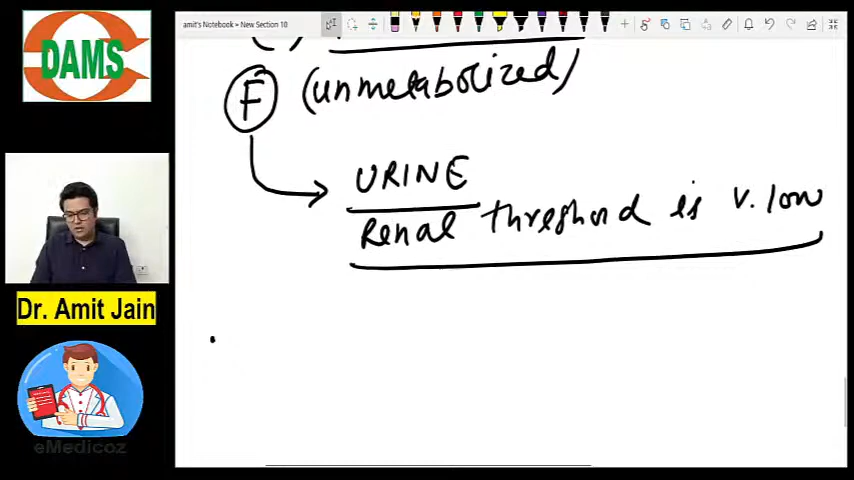 amit's Notebook > New Section 10
DAMS
F (unmetabolized)
URINE
Renal threshold is v. low
Dr. Amit Jain
eMedicoz